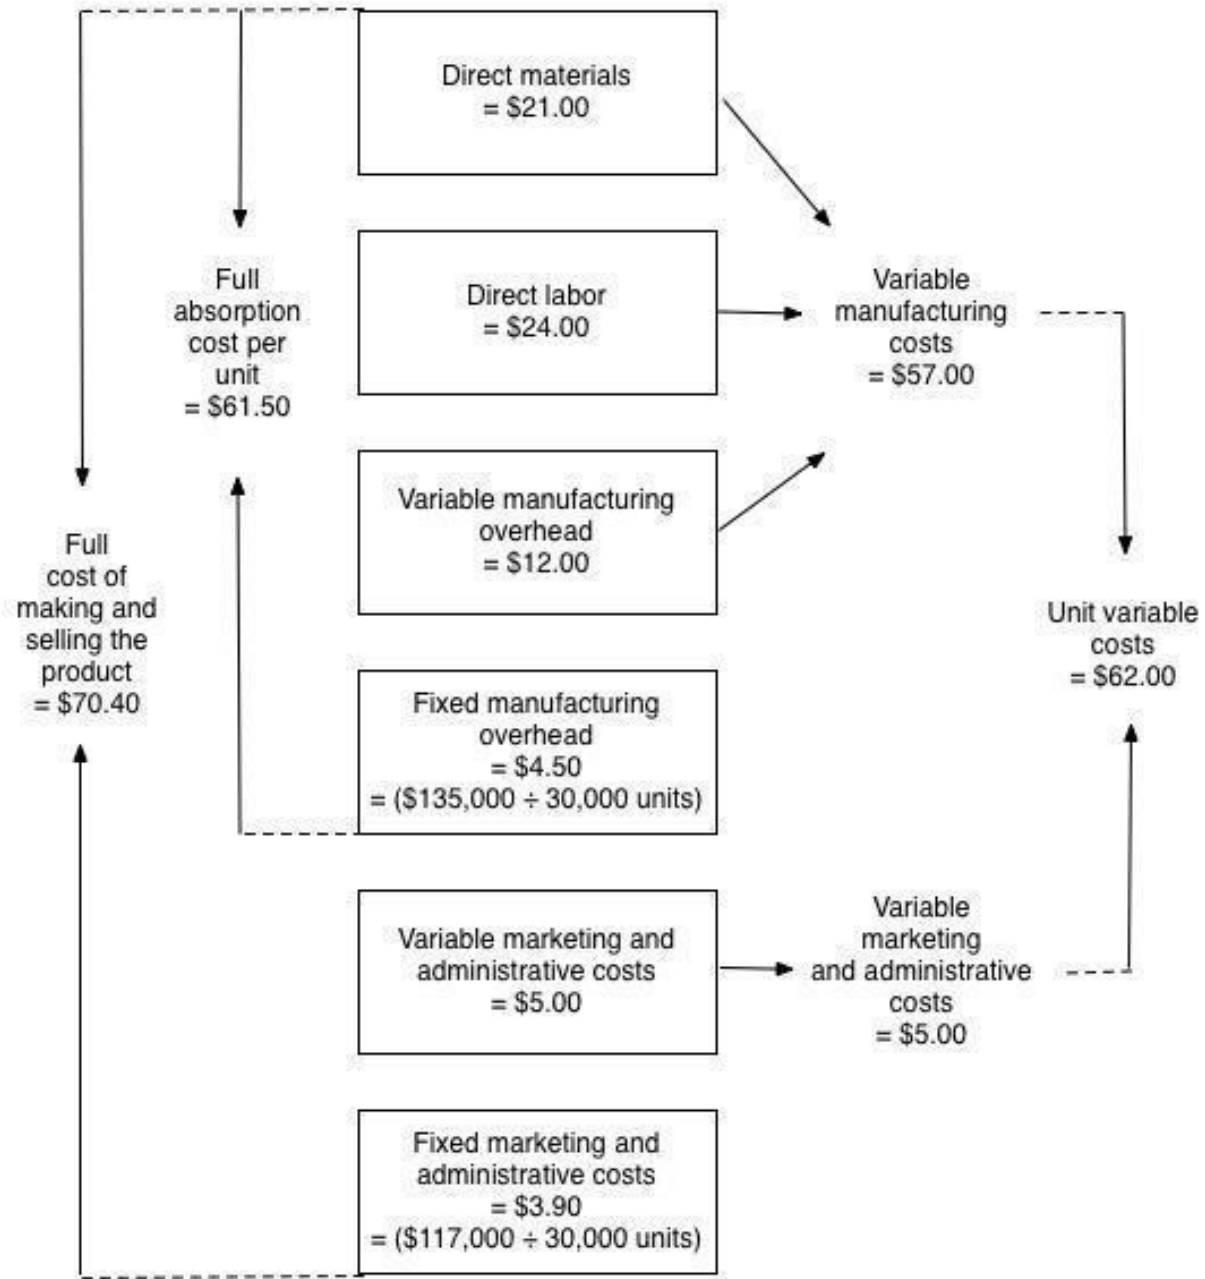 Direct materials
= $21.00
Full
absorption
cost per
unit
= $61.50
Direct labor
= $24.00
Variable
manufacturing
costs
= $57.00
Full
cost of
making and
selling the
product
= $70.40
Variable manufacturing
overhead
= $12.00
Unit variable
costs
= $62.00
Fixed manufacturing
overhead
= $4.50
= ($135,000 ÷ 30,000 units)
Variable marketing and
administrative costs
= $5.00
Variable
marketing
and administrative
costs
= $5.00
Fixed marketing and
administrative costs
= $3.90
= ($117,000 ÷ 30,000 units)